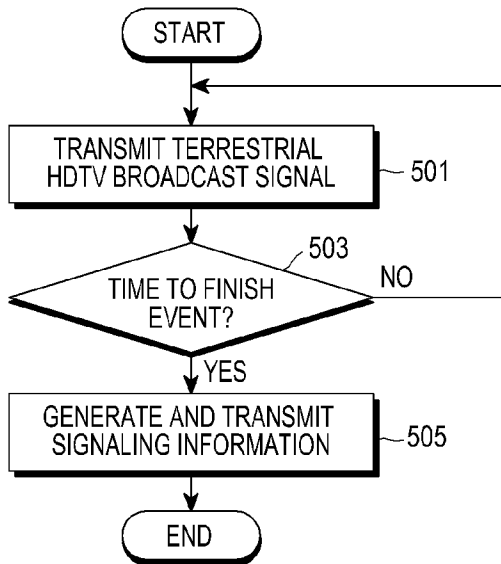 START
TRANSMIT TERRESTRIAL
HDTV BROADCAST SIGNAL
501
503
TIME TO FINISH
EVENT?
NO
YES
GENERATE AND TRANSMIT
SIGNALING INFORMATION
505
END